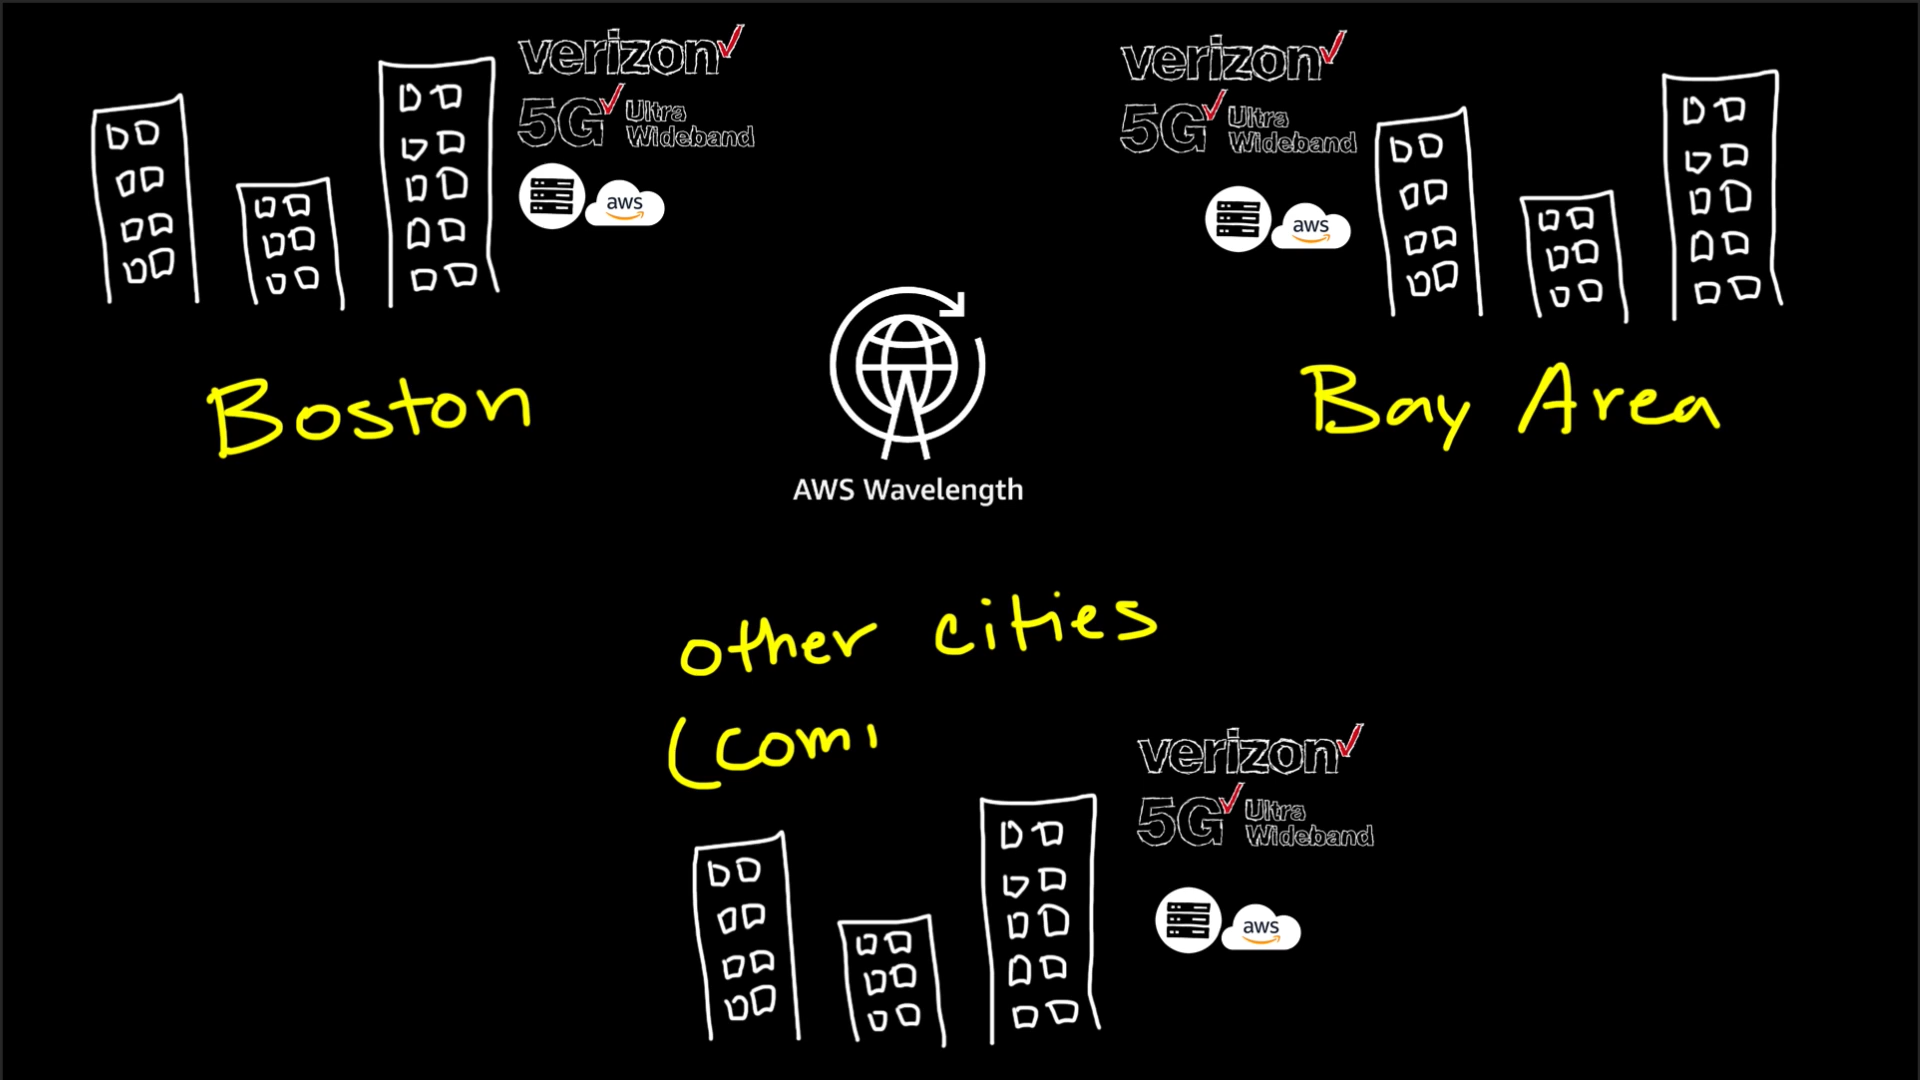 verizon
5G Ultra
Wideband
aws
Boston
verizon
5G Ultra
Wideband
aws
Bay Area
AWS Wavelength
other cities
(comi
verizon
5G Ultra
Wideband
aws